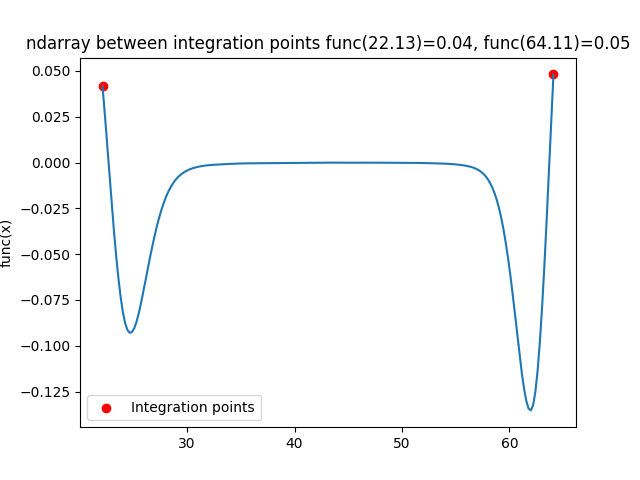 ndarray between integration points func(22.13)=0.04, func(64.11)=0.05
0.050
0.025
0.000
−0.025
−0.050
−0.075
−0.100
−0.125
func(x)
Integration points
30 40 50 60